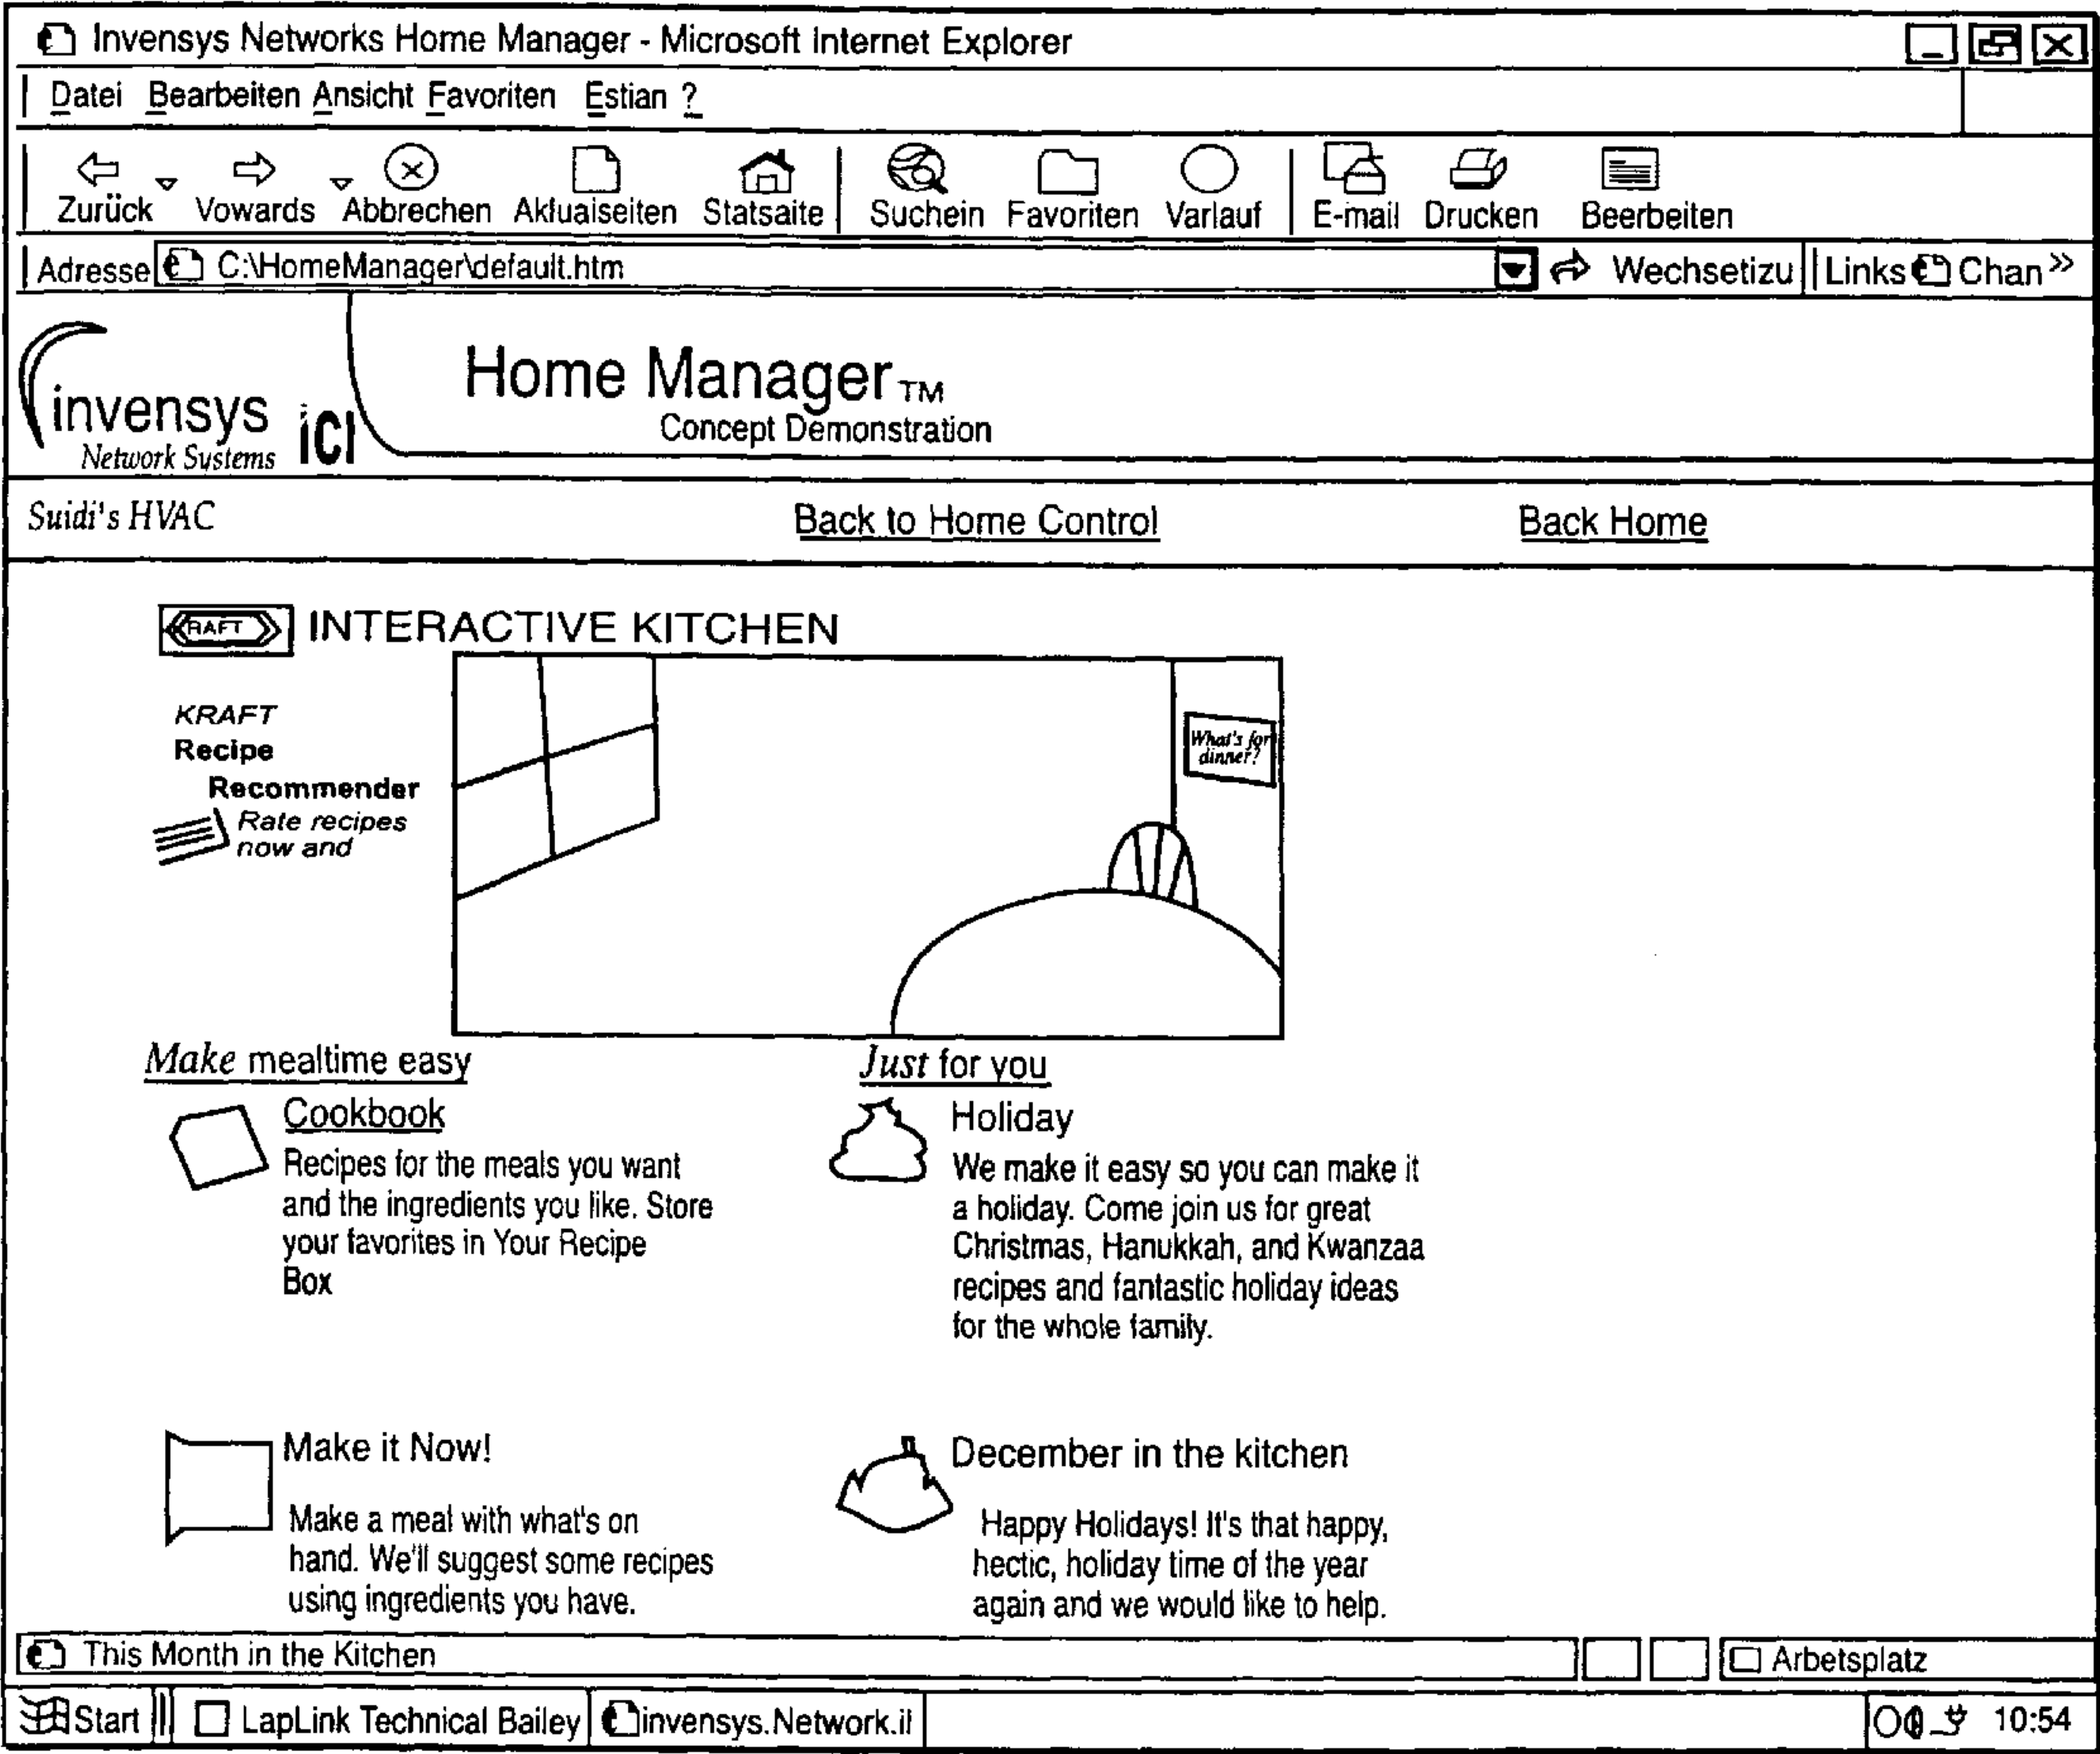 Invensys Networks Home Manager - Microsoft Internet Explorer
Datei Bearbeiten Ansicht Favoriten Estian ?
Zurück Vowards Abbrechen Akluaiseiten Statsaite Suchein Favoriten Varlauf E-mail Drucken Beerbeiten
Adresse C:\HomeManager\default.htm Wechsetizu Links Chan »
invensys
Network Systems
ici
Home Manager TM
Concept Demonstration
Suidi's HVAC Back to Home Control Back Home
KRAFT INTERACTIVE KITCHEN
KRAFT
Recipe
Recommender
Rate recipes
now and
What's for
dinner?
Make mealtime easy
Cookbook
Recipes for the meals you want
and the ingredients you like. Store
your favorites in Your Recipe
Box
Make it Now!
Make a meal with what's on
hand. We'll suggest some recipes
using ingredients you have.
Just for you
Holiday
We make it easy so you can make it
a holiday. Come join us for great
Christmas, Hanukkah, and Kwanzaa
recipes and fantastic holiday ideas
for the whole family.
December in the kitchen
Happy Holidays! It's that happy,
hectic, holiday time of the year
again and we would like to help.
This Month in the Kitchen Arbetsplatz
Start LapLink Technical Bailey invensys.Network.il 10:54